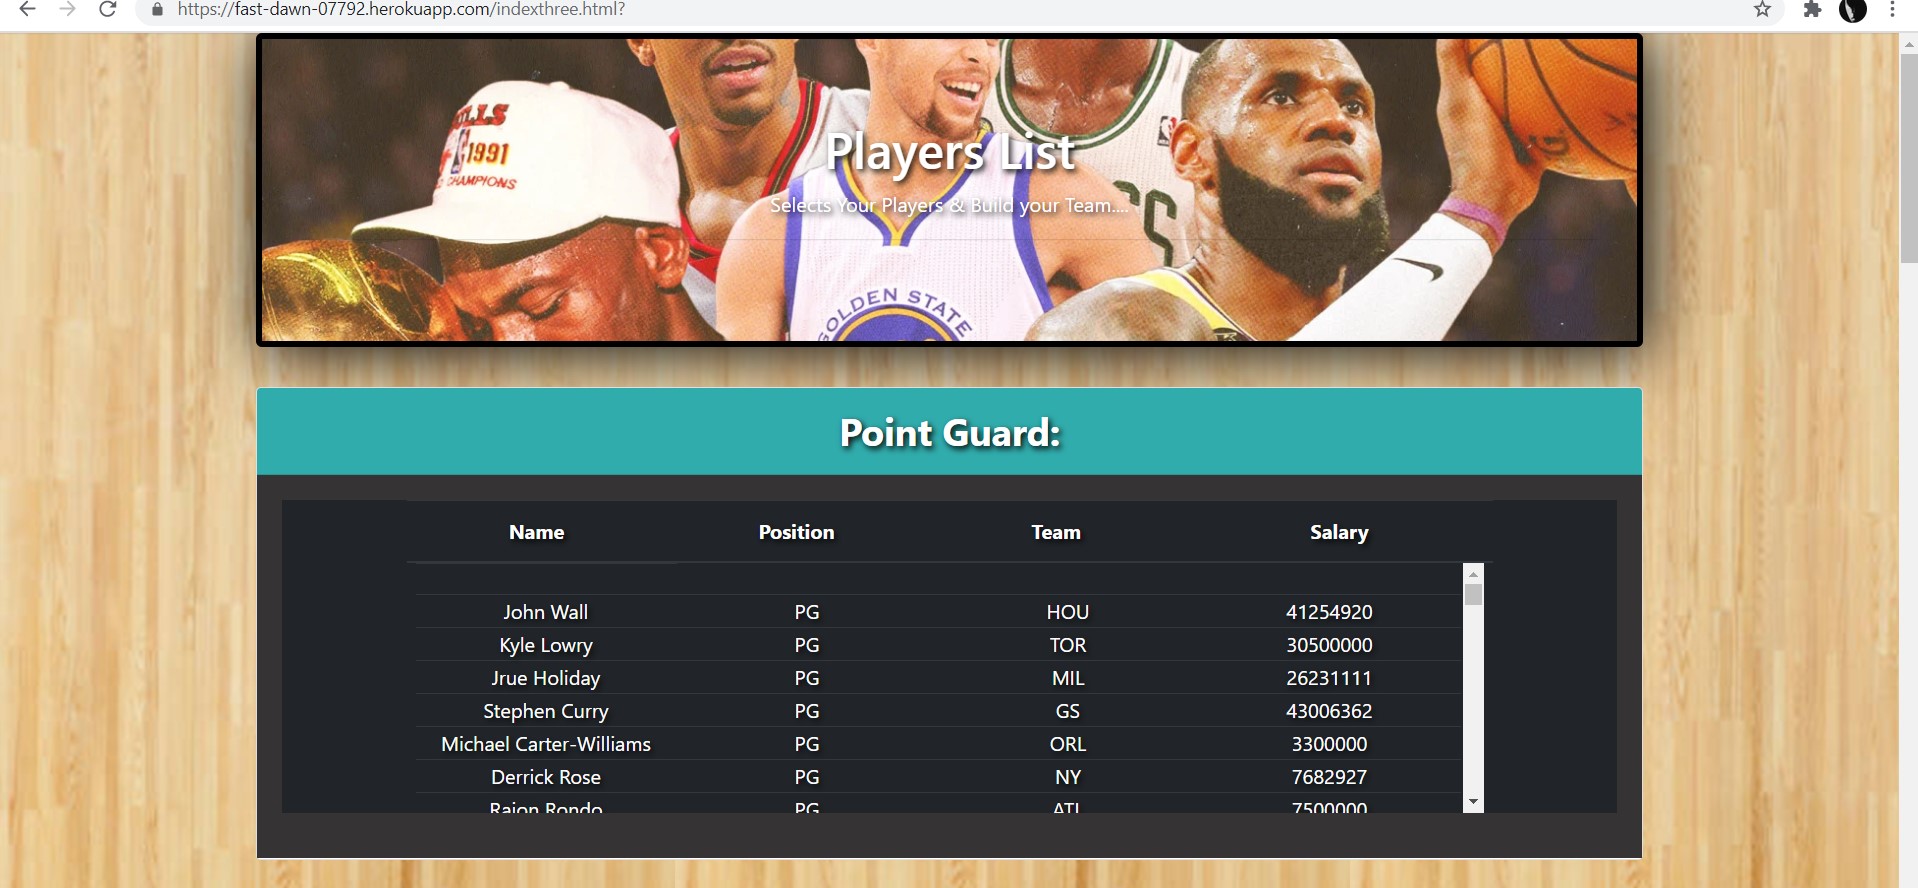 https://fast-dawn-07792.herokuapp.com/indexthree.html?
1991
CHAMPIONS
Players List
Selects Your Players & Build your Team....
GOLDEN STATE
Point Guard:
Name Position Team Salary
John Wall PG HOU 41254920
Kyle Lowry PG TOR 30500000
Jrue Holiday PG MIL 26231111
Stephen Curry PG GS 43006362
Michael Carter-Williams PG ORL 3300000
Derrick Rose PG NY 7682927
Rajon Rondo PG ATL 7500000